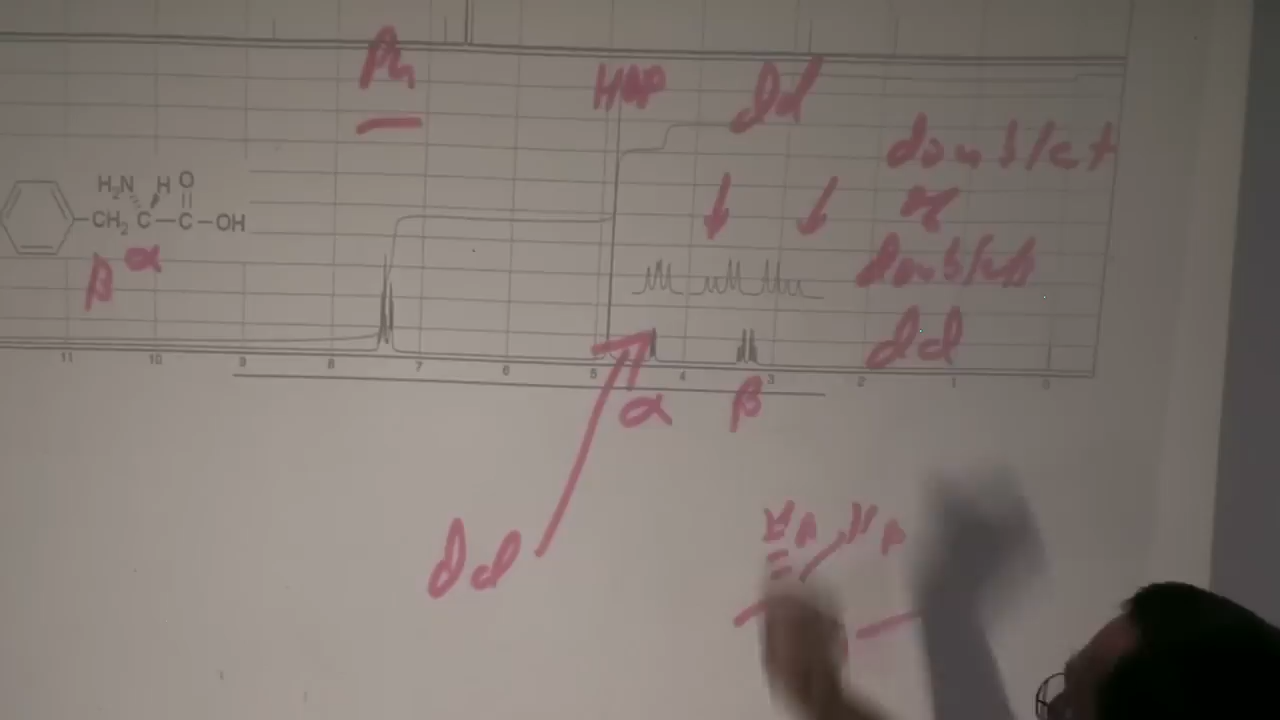 Ph
HOD
dd
doublet
of
doublets
dd
H₂N H O
CH₂ C C OH
β α
11 10 9 8 7 6 5 4 3 2 1 0
α β
dd